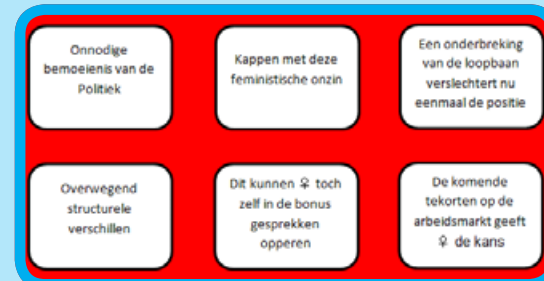 Onnodige
bemoeienis van de
Politiek
Kappen met deze
feministische onzin
Een onderbreking
van de loopbaan
verslechtert nu
eenmaal de positie
Overwegend
structurele
verschillen
Dit kunnen ♀ toch
zelf in de bonus
gesprekken
opperen
De komende
tekorten op de
arbeidsmarkt geeft
♀ de kans